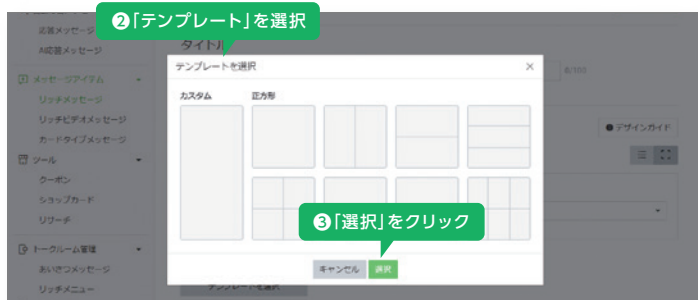 ❷「テンプレート」を選択
応答メッセージ
AI応答メッセージ
タイトル
テンプレートを選択
×
0/100
メッセージアイテム
カスタム
正方形
リッチメッセージ
リッチビデオメッセージ
カードタイプメッセージ
デザインガイド
ツール
クーポン
ショップカード
リサーチ
❸「選択」をクリック
トークルーム管理
キャンセル
選択
あいさつメッセージ
リッチメニュー
テンプレートを選択